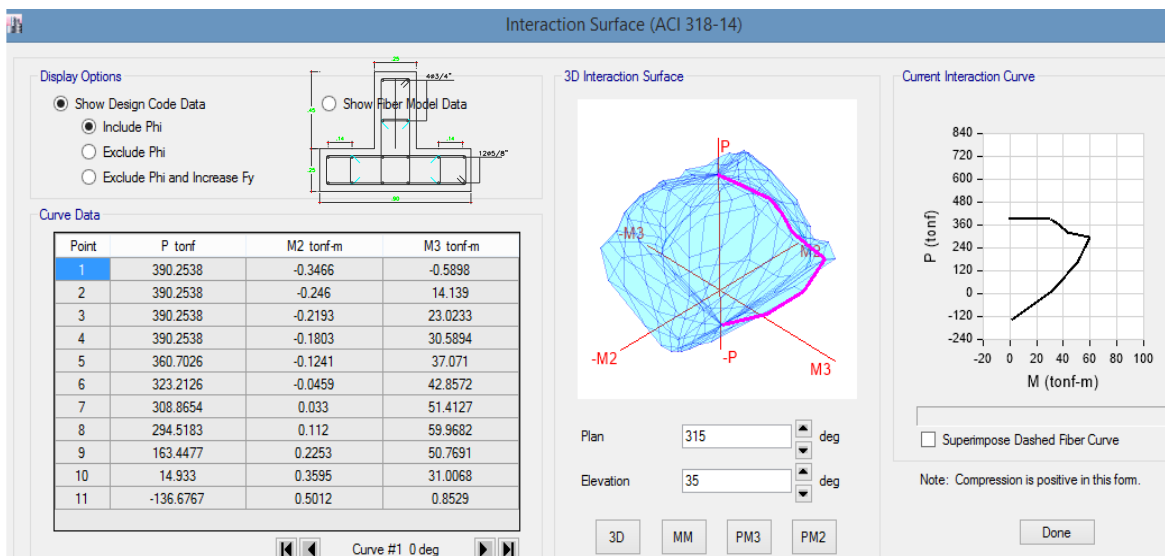 Interaction Surface (ACI 318-14)
Display Options
Show Design Code Data
Show Fiber Model Data
Include Phi
Exclude Phi
Exclude Phi and Increase Fy
.25
4ø3/4"
.45
.14
.14
12ø5/8"
.25
Curve Data
Point P tonf M2 tonf-m M3 tonf-m
1 390.2538 -0.3466 -0.5898
2 390.2538 -0.246 14.139
3 390.2538 -0.2193 23.0233
4 390.2538 -0.1803 30.5894
5 360.7026 -0.1241 37.071
6 323.2126 -0.0459 42.8572
7 308.8654 0.033 51.4127
8 294.5183 0.112 59.9682
9 163.4477 0.2253 50.7691
10 14.933 0.3595 31.0068
11 -136.6767 0.5012 0.8529
Curve #1 0 deg
3D Interaction Surface
P
-M3
M2
-M2
-P
M3
Plan 315 deg
Elevation 35 deg
3D MM PM3 PM2
Current Interaction Curve
840
720
600
480
360
240
120
0
-120
-240
P (tonf)
-20 0 20 40 60 80 100
M (tonf-m)
Superimpose Dashed Fiber Curve
Note: Compression is positive in this form.
Done